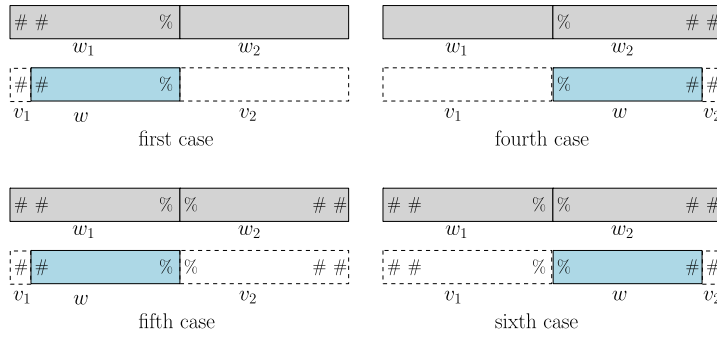 # # % % # #
w₁ w₂ w₁ w₂
# # % % # #
v₁ w v₂ v₁ w v₂
first case fourth case
# # % % # # # # % % # #
w₁ w₂ w₁ w₂
# # % % # # # # % % # #
v₁ w v₂ v₁ w v₂
fifth case sixth case